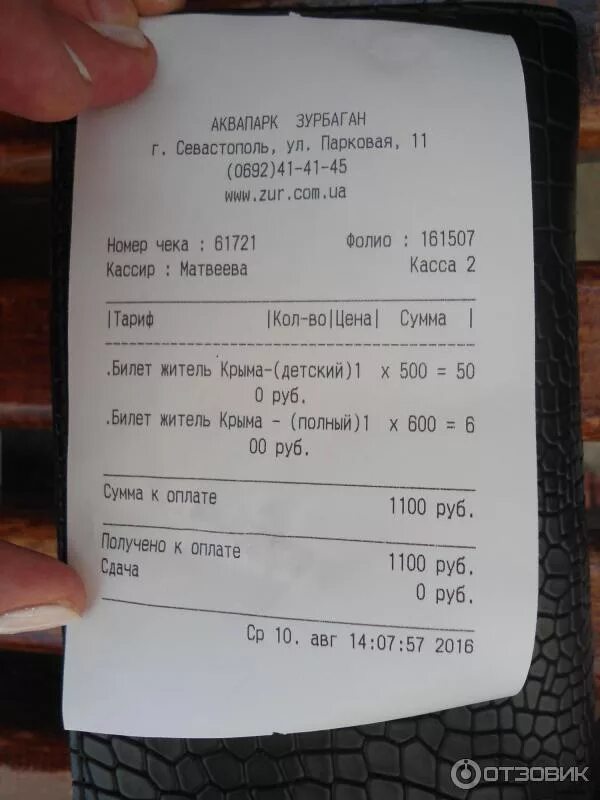 АКВАПАРК ЗУРБАГАН
г. Севастополь, ул. Парковая, 11
(0692)41-41-45
www.zur.com.ua
Номер чека : 61721 Фолио : 161507
Кассир : Матвеева Касса 2
|Тариф |Кол-во|Цена| Сумма |
.Билет житель Крыма-(детский)1 x 500 = 50
0 руб.
.Билет житель Крыма - (полный)1 x 600 = 6
00 руб.
Сумма к оплате 1100 руб.
Получено к оплате 1100 руб.
Сдача 0 руб.
Ср 10. авг 14:07:57 2016
ОТЗОВИК